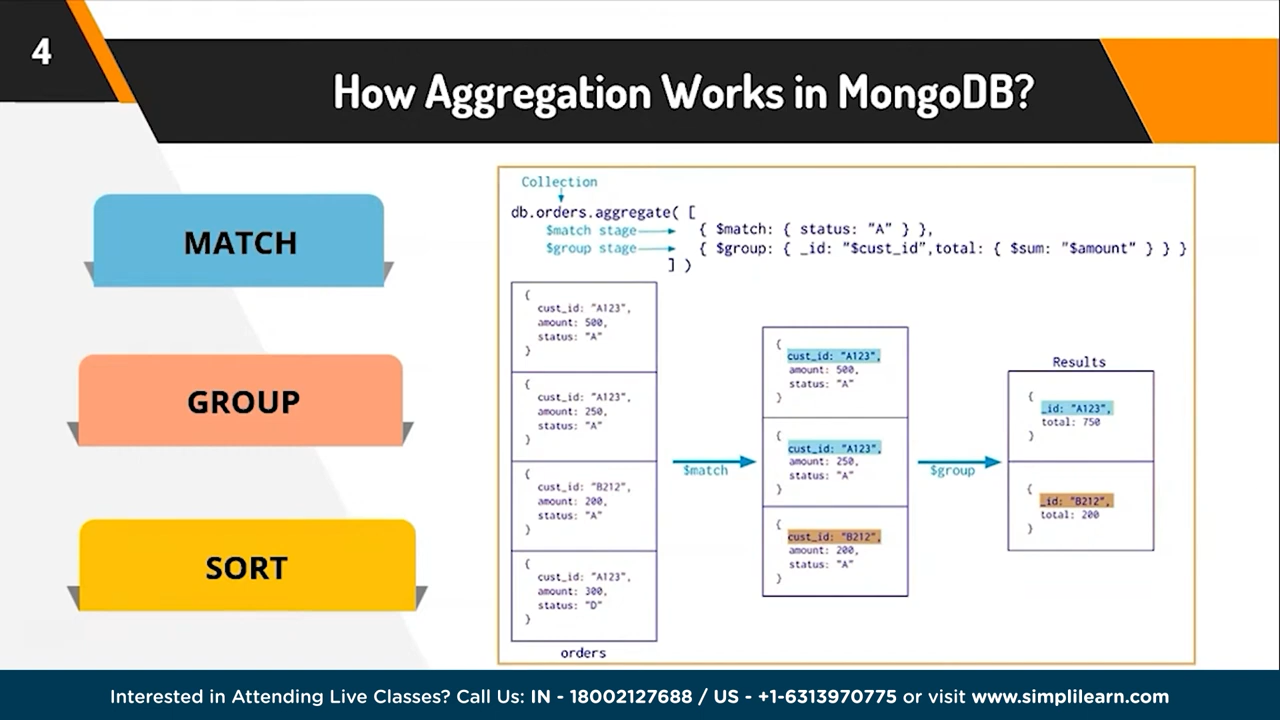 4
How Aggregation Works in MongoDB?
MATCH
GROUP
SORT
Collection
db.orders.aggregate( [
$match stage { $match: { status: "A" } },
$group stage { $group: { _id: "$cust_id",total: { $sum: "$amount" } } }
] )
{
cust_id: "A123",
amount: 500,
status: "A"
}
{
cust_id: "A123",
amount: 250,
status: "A"
}
{
cust_id: "B212",
amount: 200,
status: "A"
}
{
cust_id: "A123",
amount: 300,
status: "D"
}
orders
$match
{
cust_id: "A123",
amount: 500,
status: "A"
}
{
cust_id: "A123",
amount: 250,
status: "A"
}
{
cust_id: "B212",
amount: 200,
status: "A"
}
$group
Results
{
_id: "A123",
total: 750
}
{
_id: "B212",
total: 200
}
Interested in Attending Live Classes? Call Us: IN - 18002127688 / US - +1-6313970775 or visit www.simplilearn.com